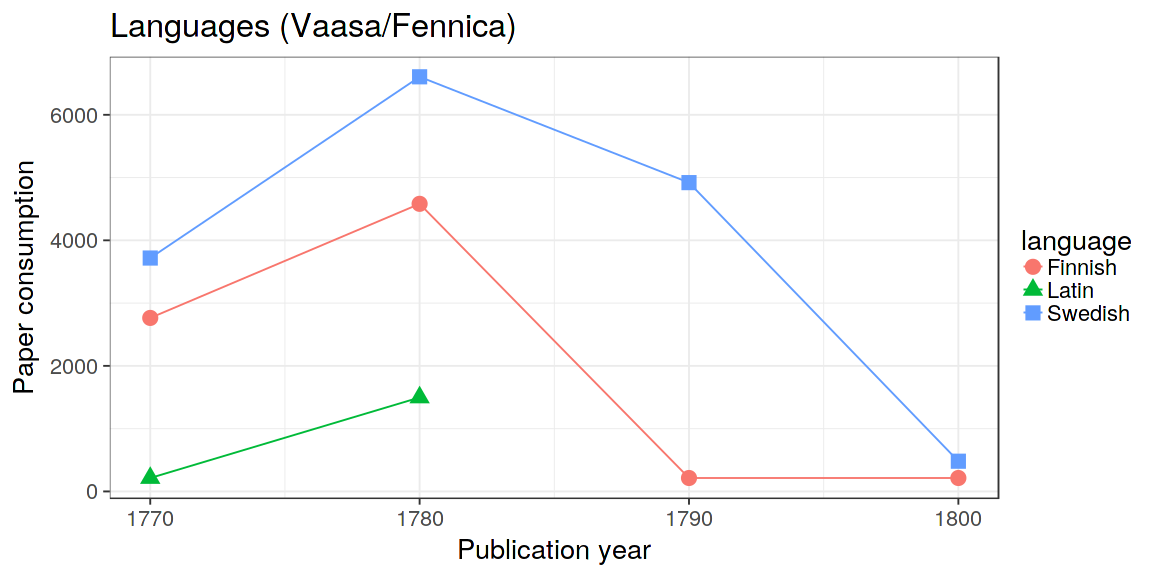 Languages (Vaasa/Fennica)
Paper consumption
6000
4000
2000
0
1770 1780 1790 1800
Publication year
language
Finnish
Latin
Swedish